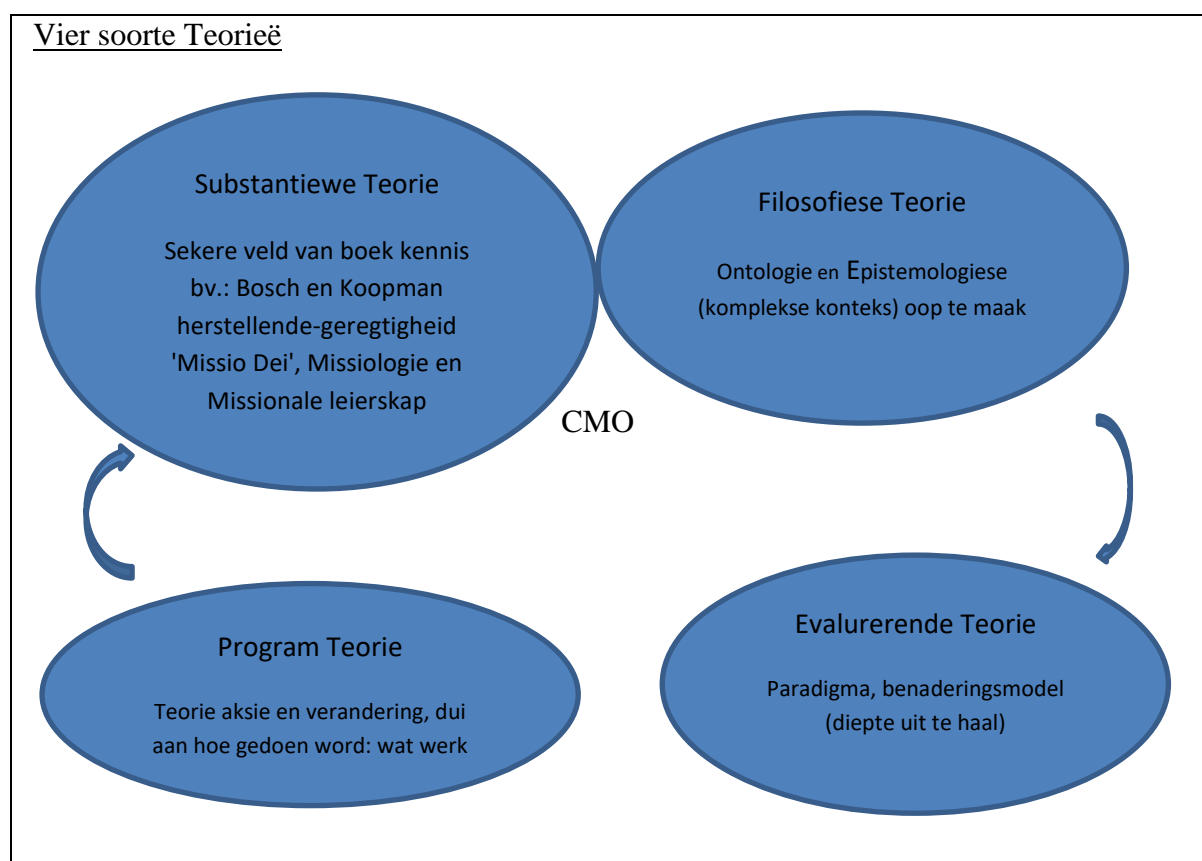 Vier soorte Teorieë
Substantiewe Teorie
Sekere veld van boek kennis
bv.: Bosch en Koopman
herstellende-geregtigheid
'Missio Dei', Missiologie en
Missionale leierskap
Filosofiese Teorie
Ontologie en Epistemologiese
(komplekse konteks) oop te maak
CMO
Program Teorie
Teorie aksie en verandering, dui
aan hoe gedoen word: wat werk
Evalurerende Teorie
Paradigma, benaderingsmodel
(diepte uit te haal)